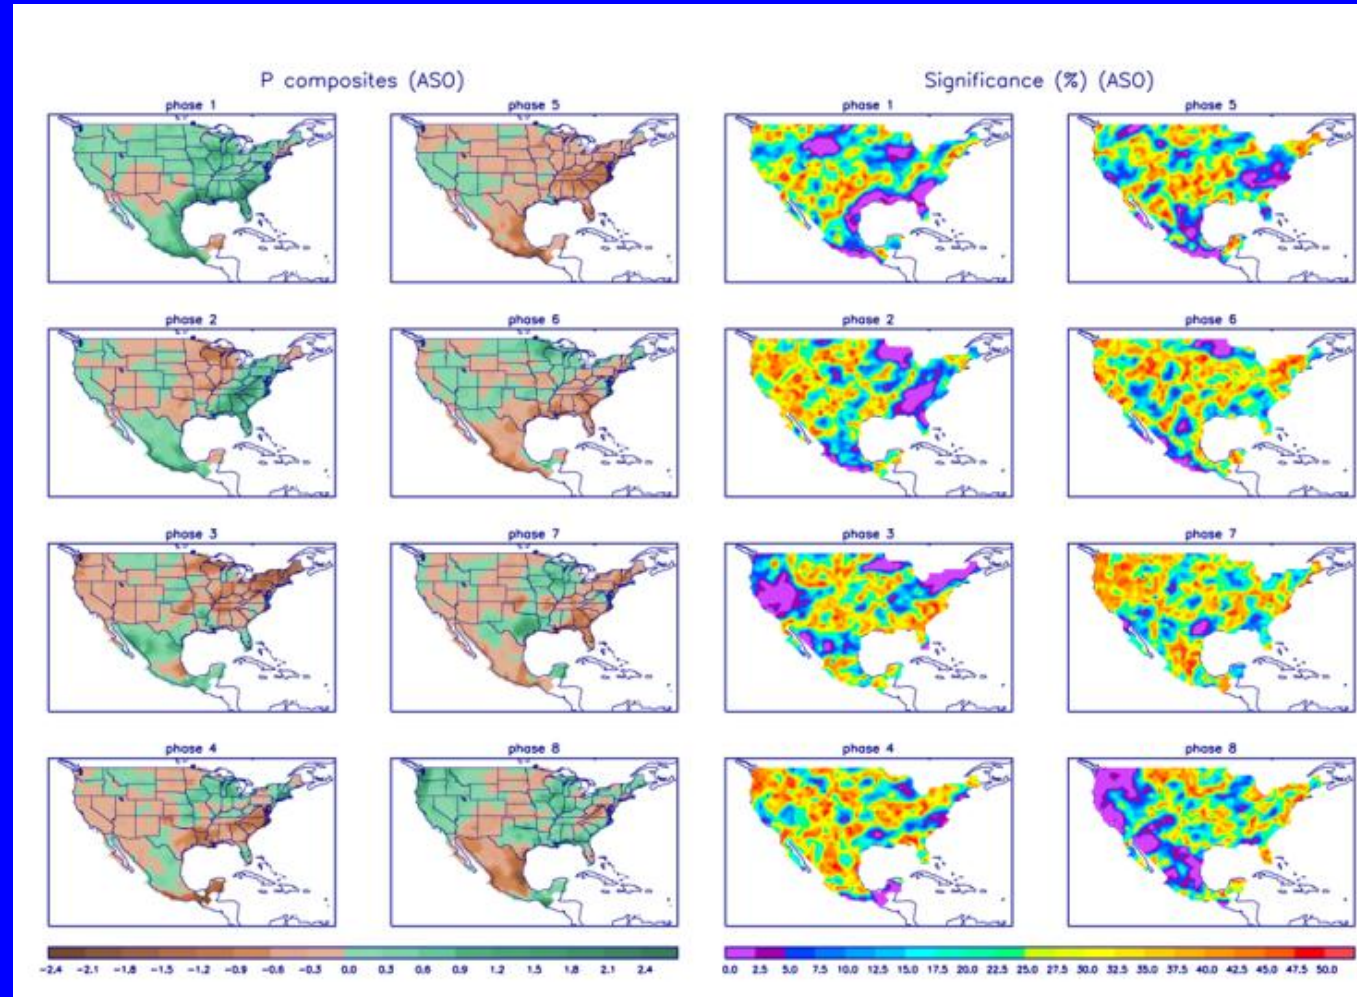 P composites (ASO)
Significance (%) (ASO)
phase 1
phase 5
phase 1
phase 5
phase 2
phase 6
phase 2
phase 6
phase 3
phase 7
phase 3
phase 7
phase 4
phase 8
phase 4
phase 8
-2.4 -2.1 -1.8 -1.5 -1.2 -0.9 -0.6 -0.3 0.0 0.3 0.6 0.9 1.2 1.5 1.8 2.1 2.4
0.0 2.5 5.0 7.5 10.0 12.5 15.0 17.5 20.0 22.5 25.0 27.5 30.0 32.5 35.0 37.5 40.0 42.5 45.0 47.5 50.0